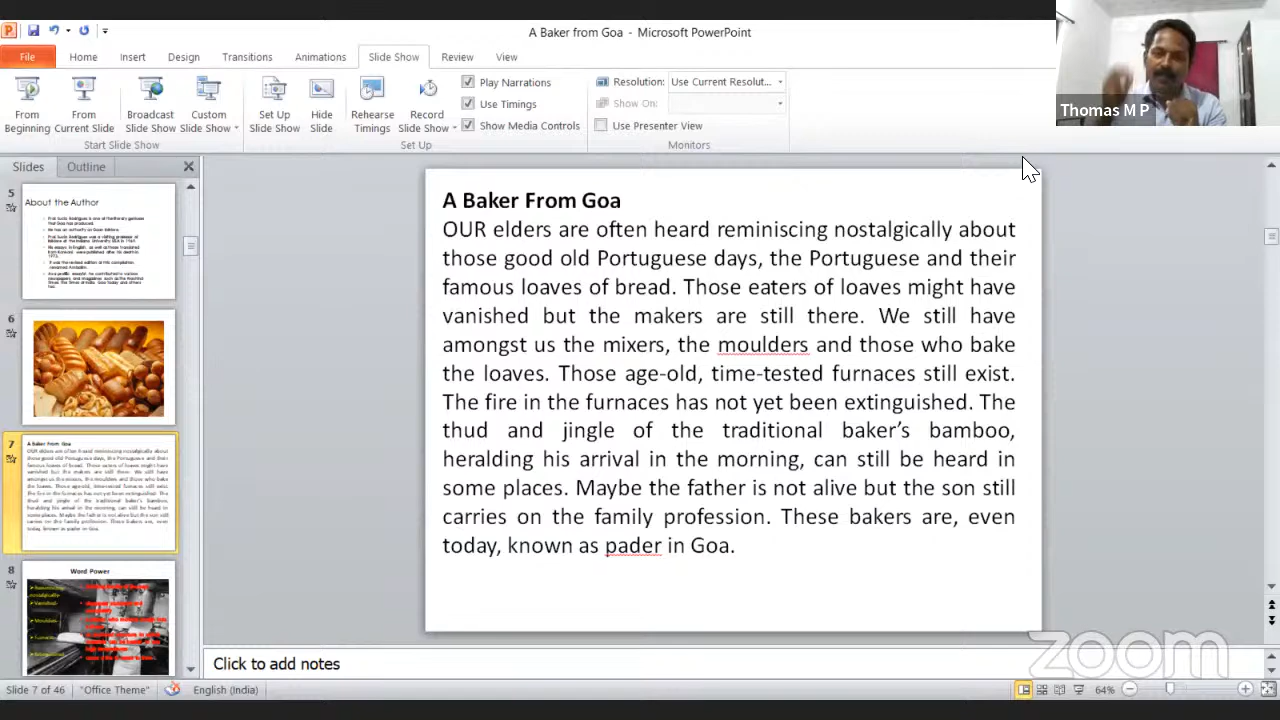 A Baker from Goa - Microsoft PowerPoint
File Home Insert Design Transitions Animations Slide Show Review View
Play Narrations
Use Timings
Show Media Controls
Resolution: Use Current Resolut...
Show On:
Use Presenter View
From Beginning
From Current Slide
Broadcast Slide Show
Custom Slide Show
Set Up Slide Show
Hide Slide
Rehearse Timings
Record Slide Show
Start Slide Show
Set Up
Monitors
Thomas M P
Slides Outline
5
About the Author
6
7
8
Word Power
A Baker From Goa
OUR elders are often heard reminiscing nostalgically about
those good old Portuguese days, the Portuguese and their
famous loaves of bread. Those eaters of loaves might have
vanished but the makers are still there. We still have
amongst us the mixers, the moulders and those who bake
the loaves. Those age-old, time-tested furnaces still exist.
The fire in the furnaces has not yet been extinguished. The
thud and jingle of the traditional baker's bamboo,
heralding his arrival in the morning, can still be heard in
some places. Maybe the father is not alive but the son still
carries on the family profession. These bakers are, even
today, known as pader in Goa.
Click to add notes
zoom
Slide 7 of 46 "Office Theme" English (India) 64%